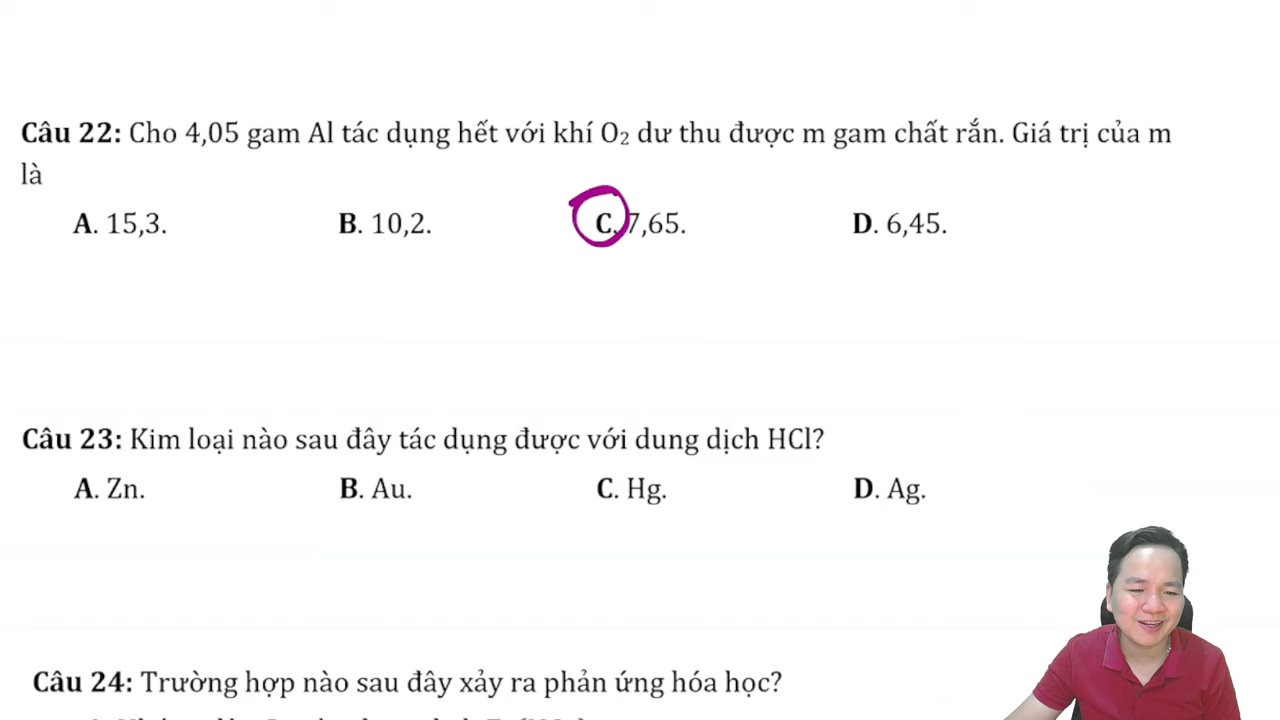 Câu 22: Cho 4,05 gam Al tác dụng hết với khí O₂ dư thu được m gam chất rắn. Giá trị của m
là
A. 15,3. B. 10,2. C. 7,65. D. 6,45.
Câu 23: Kim loại nào sau đây tác dụng được với dung dịch HCl?
A. Zn. B. Au. C. Hg. D. Ag.
Câu 24: Trường hợp nào sau đây xảy ra phản ứng hóa học?